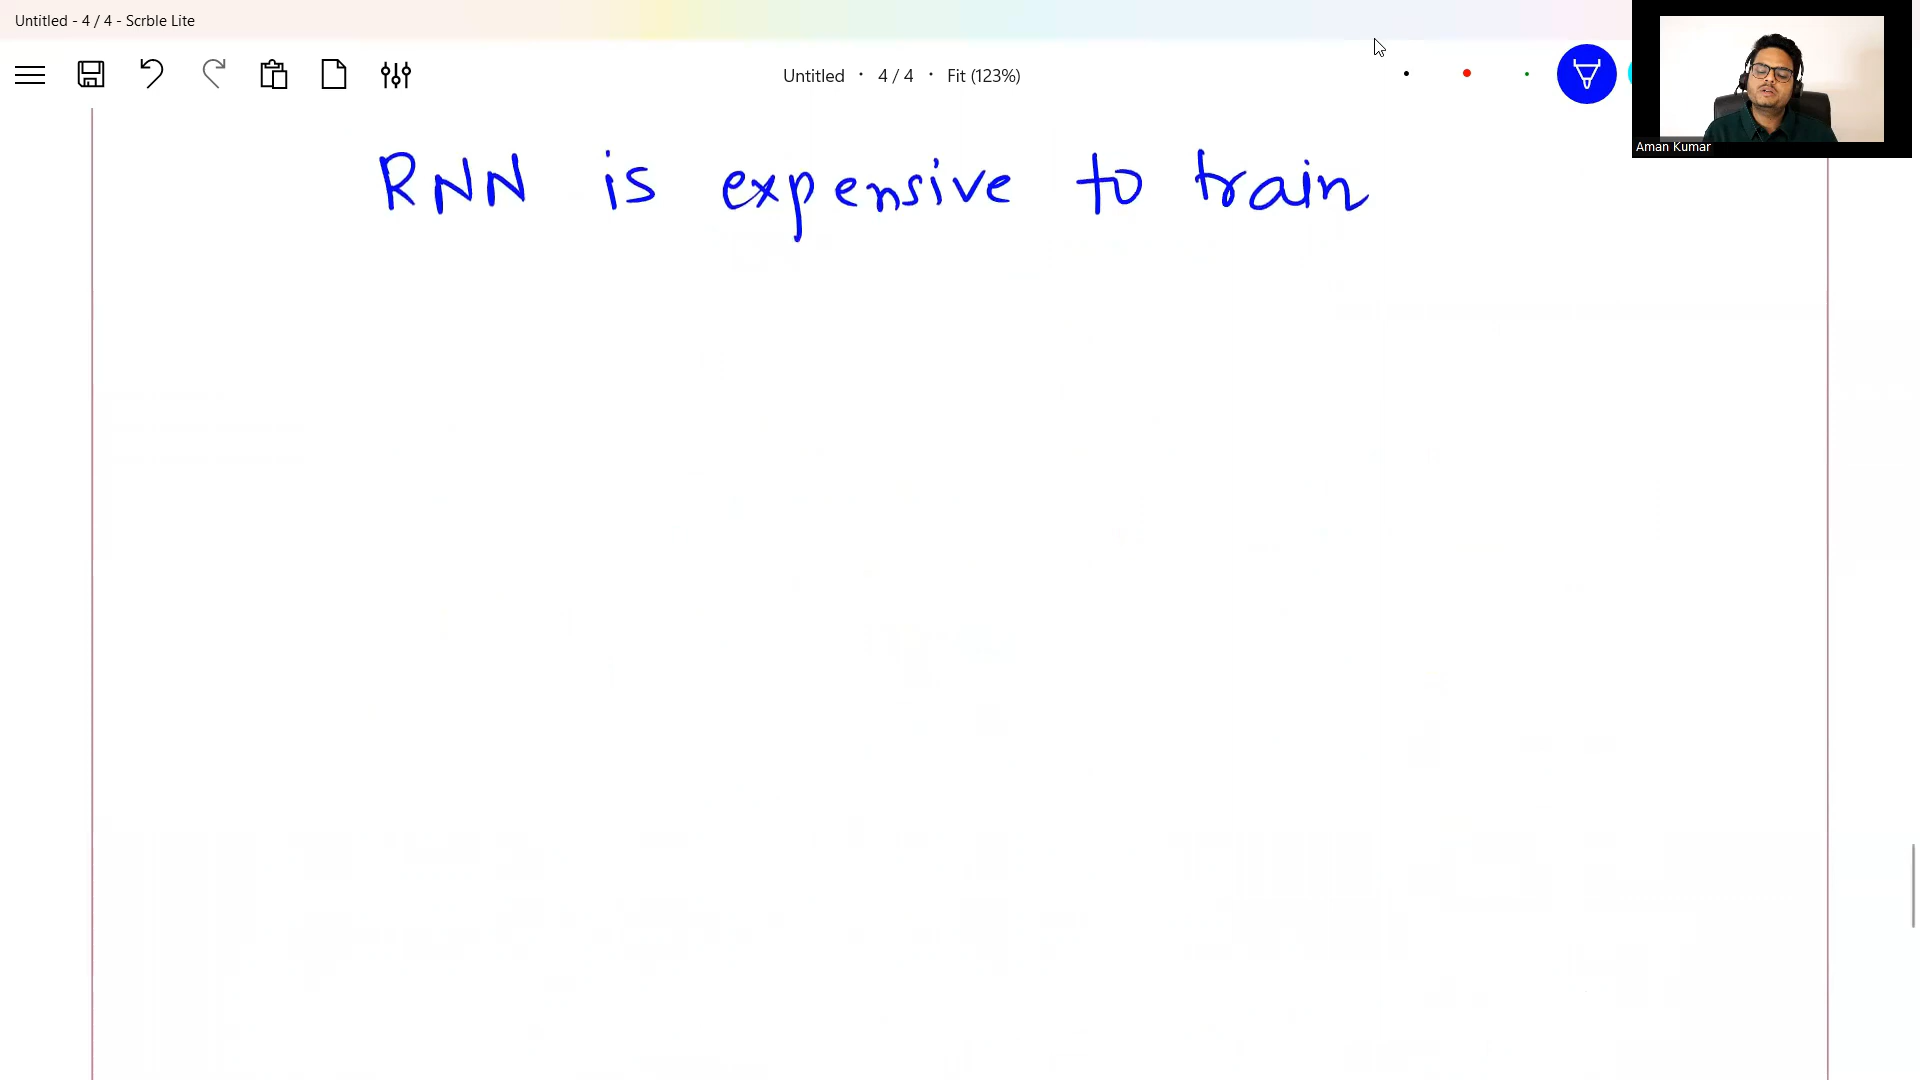 Untitled - 4 / 4 - Scrble Lite
Untitled • 4 / 4 • Fit (123%)
Aman Kumar
RNN is expensive to train